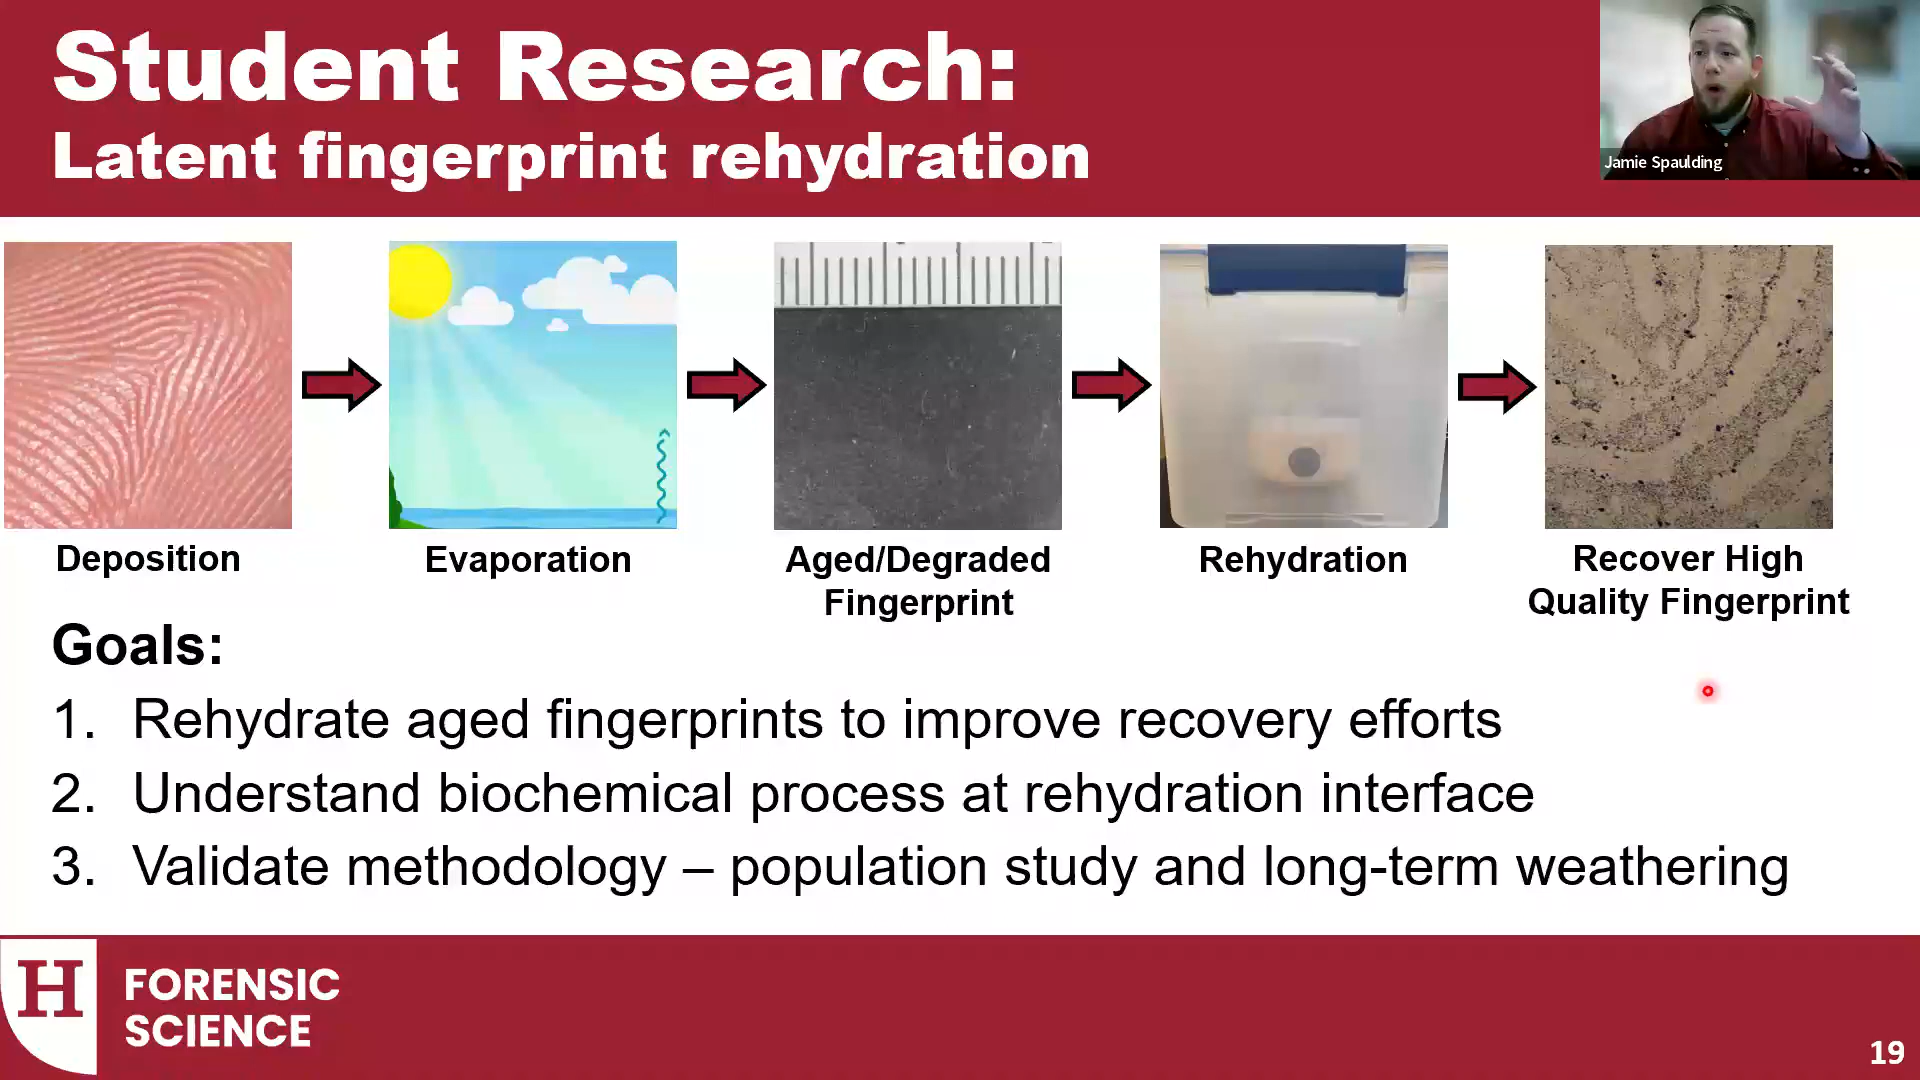 Student Research:
Latent fingerprint rehydration
Jamie Spaulding
Deposition
Evaporation
Aged/Degraded
Fingerprint
Rehydration
Recover High
Quality Fingerprint
Goals:
1. Rehydrate aged fingerprints to improve recovery efforts
2. Understand biochemical process at rehydration interface
3. Validate methodology – population study and long-term weathering
H
FORENSIC
SCIENCE
19